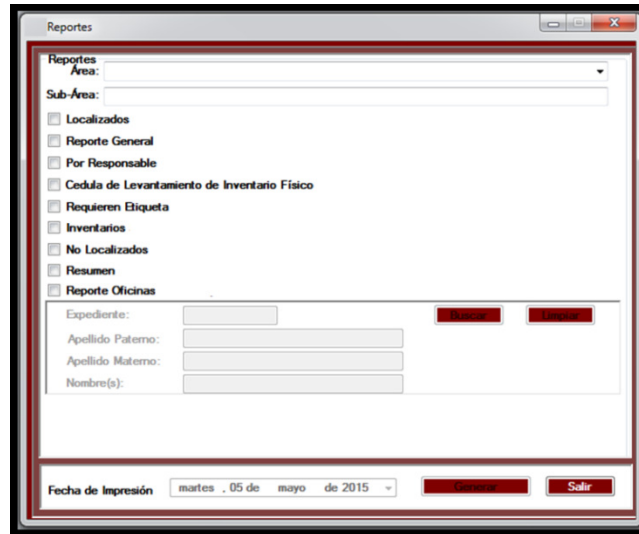 Reportes
Reportes
Área:
Sub-Área:
Localizados
Reporte General
Por Responsable
Cedula de Levantamiento de Inventario Físico
Requieren Etiqueta
Inventarios
No Localizados
Resumen
Reporte Oficinas
Expediente: Buscar Limpiar
Apellido Paterno:
Apellido Materno:
Nombre(s):
Fecha de Impresión martes , 05 de mayo de 2015 Generar Salir